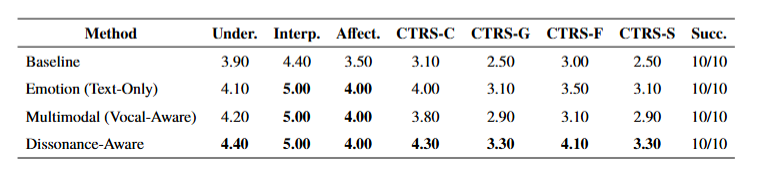 Method Under. Interp. Affect. CTRS-C CTRS-G CTRS-F CTRS-S Succ.
Baseline 3.90 4.40 3.50 3.10 2.50 3.00 2.50 10/10
Emotion (Text-Only) 4.10 5.00 4.00 4.00 3.10 3.50 3.10 10/10
Multimodal (Vocal-Aware) 4.20 5.00 4.00 3.80 2.90 3.10 2.90 10/10
Dissonance-Aware 4.40 5.00 4.00 4.30 3.30 4.10 3.30 10/10